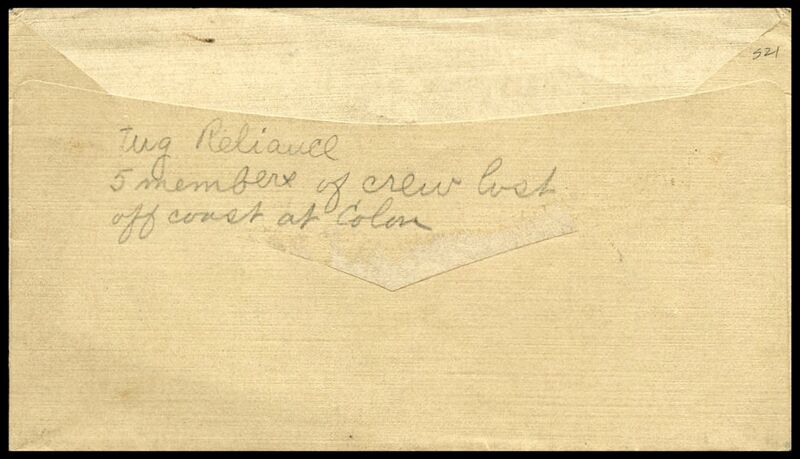 521
Tug Reliance
5 members of crew lost
off coast at Colon